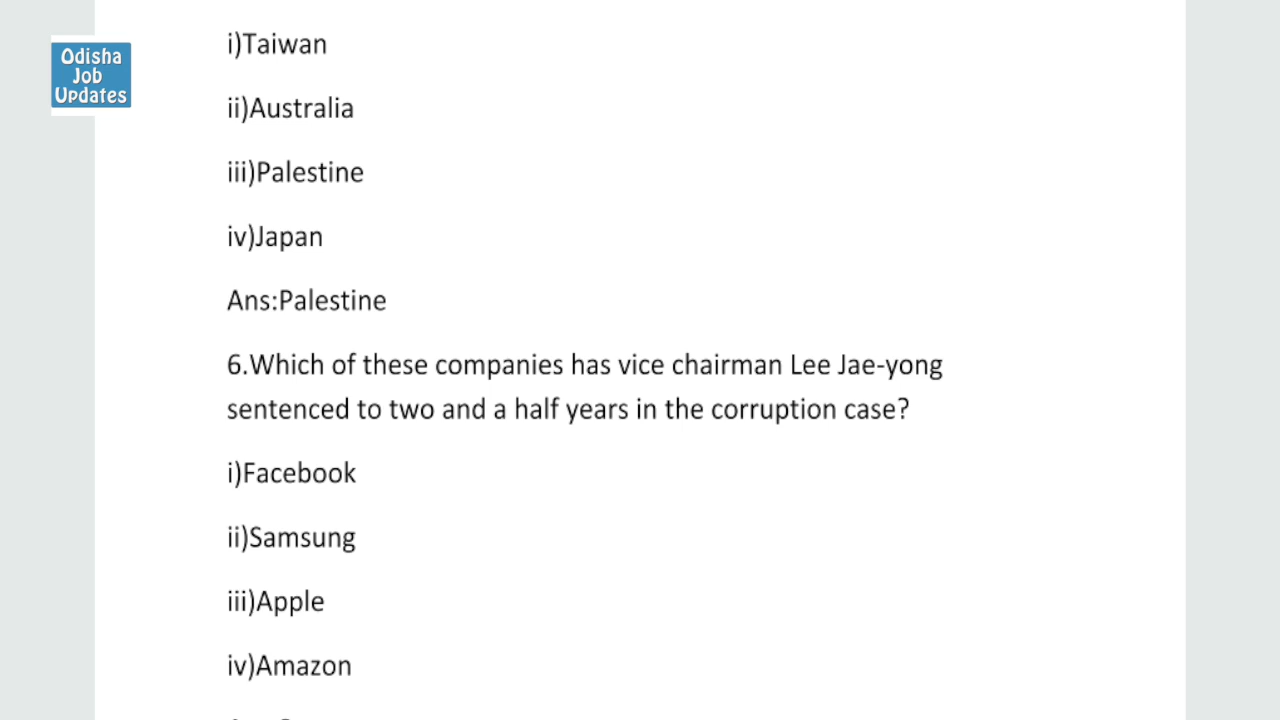 Odisha
Job
Updates
i)Taiwan
ii)Australia
iii)Palestine
iv)Japan
Ans:Palestine
6.Which of these companies has vice chairman Lee Jae-yong
sentenced to two and a half years in the corruption case?
i)Facebook
ii)Samsung
iii)Apple
iv)Amazon